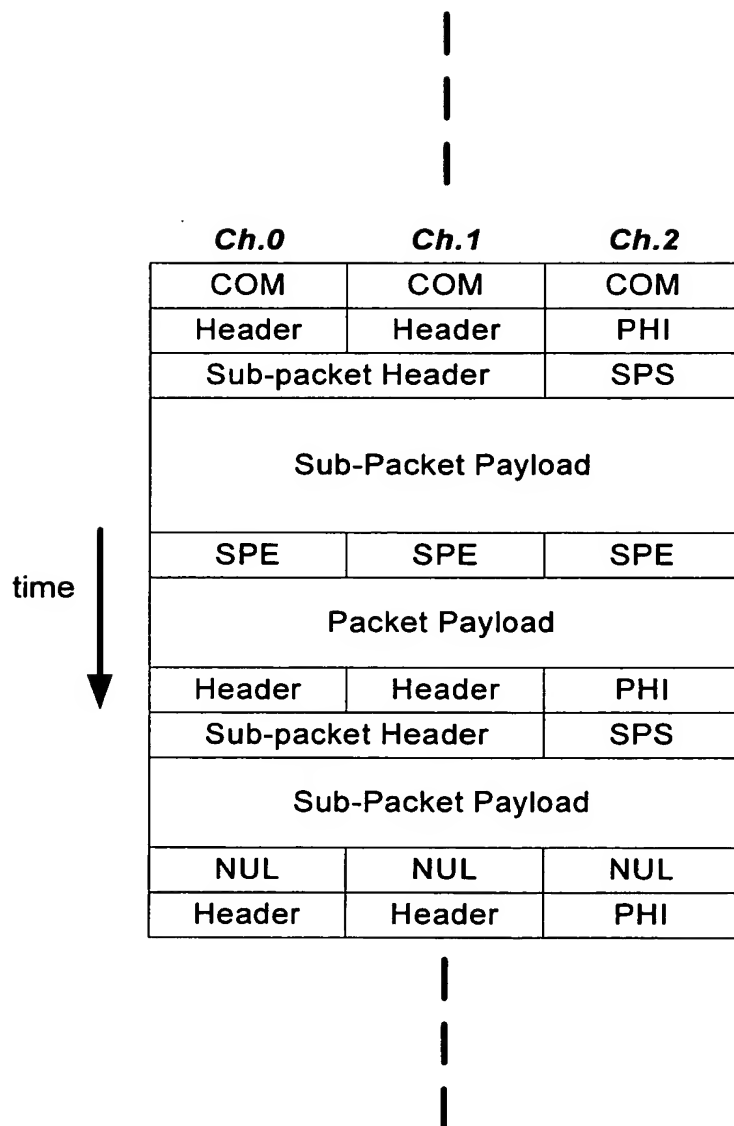 Ch.0 Ch.1 Ch.2
COM COM COM
Header Header PHI
Sub-packet Header SPS
Sub-Packet Payload
SPE SPE SPE
time
Packet Payload
Header Header PHI
Sub-packet Header SPS
Sub-Packet Payload
NUL NUL NUL
Header Header PHI